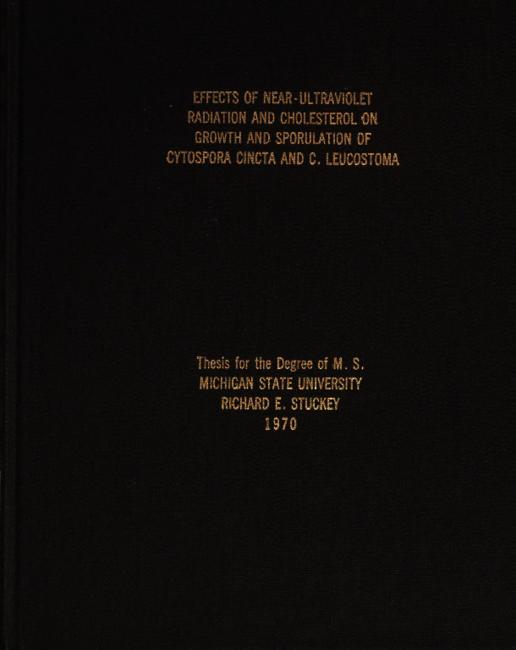 EFFECTS OF NEAR-ULTRAVIOLET
RADIATION AND CHOLESTEROL ON
GROWTH AND SPORULATION OF
CYTOSPORA CINCTA AND C. LEUCOSTOMA
Thesis for the Degree of M. S.
MICHIGAN STATE UNIVERSITY
RICHARD E. STUCKEY
1970